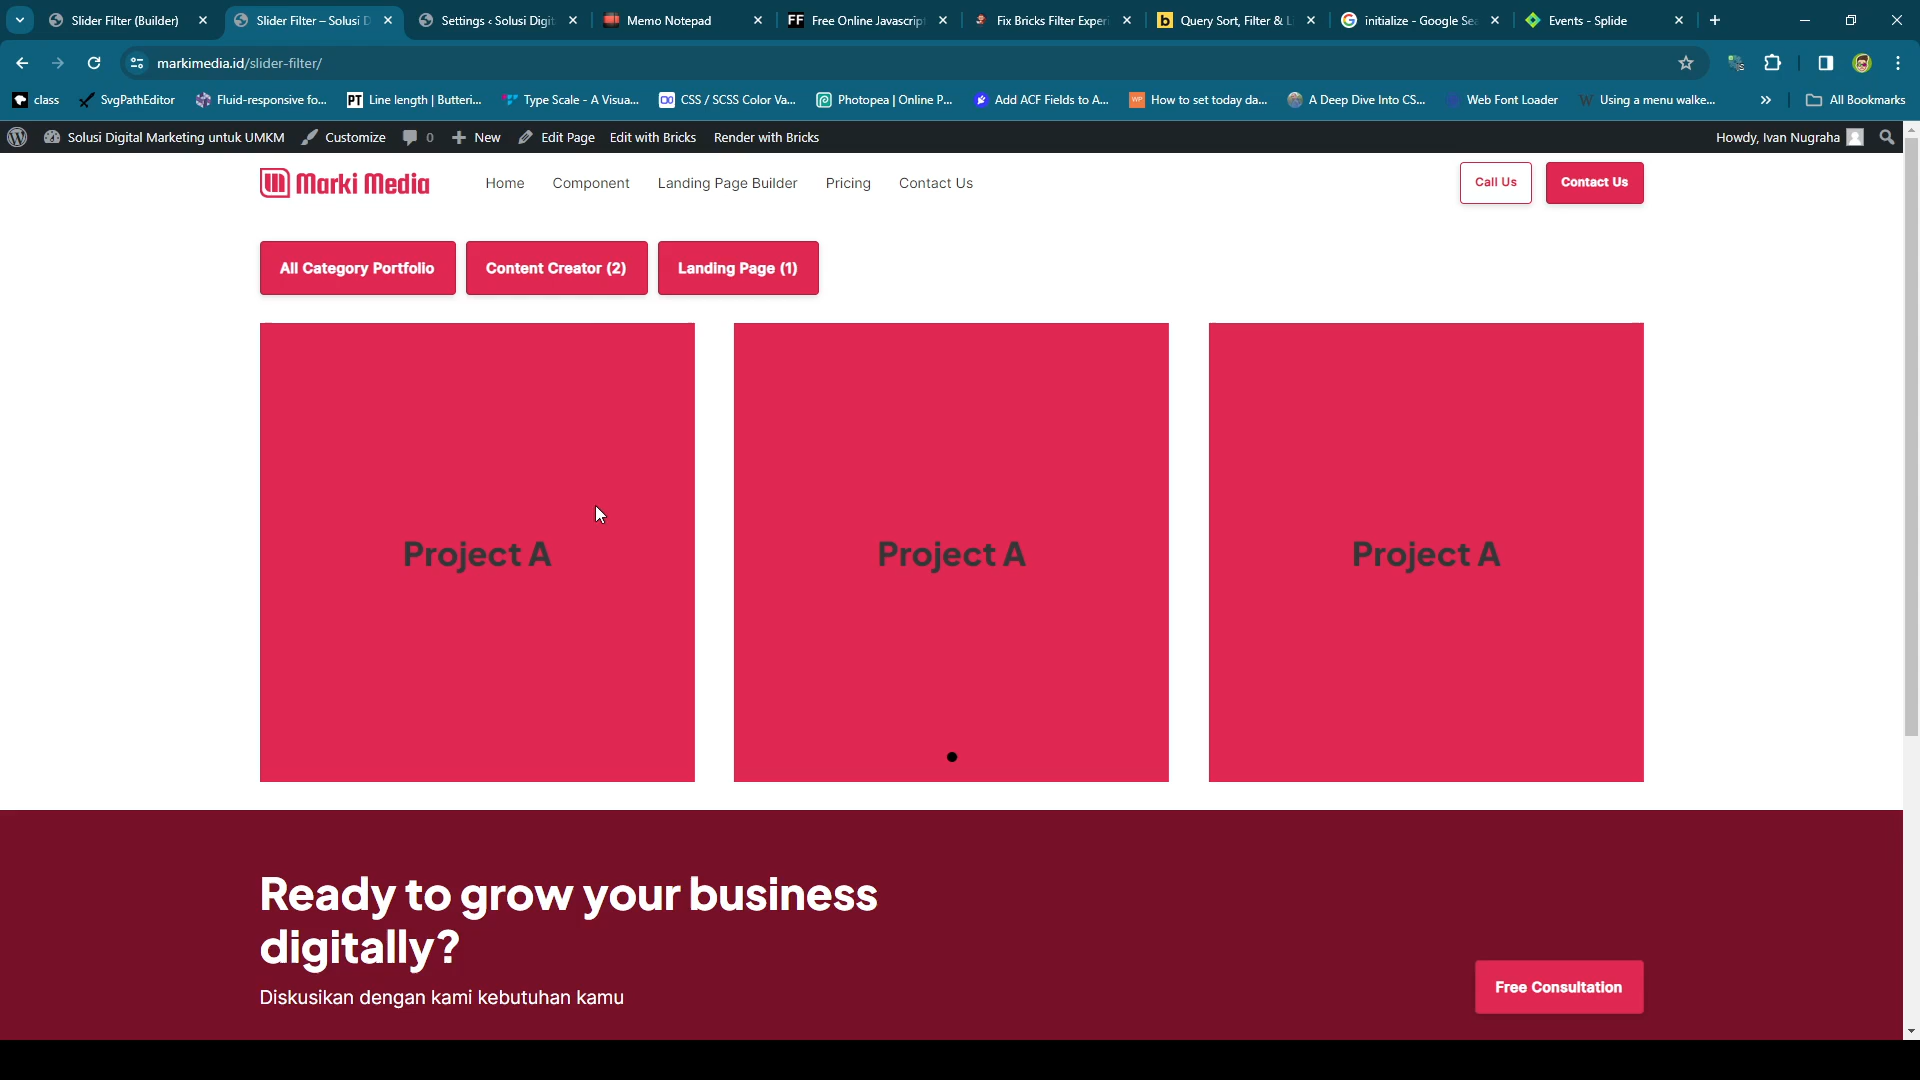 Slider Filter (Builder)
Slider Filter – Solusi D
Settings ‹ Solusi Digit
Memo Notepad
FF Free Online Javascrip
Fix Bricks Filter Experi
b Query Sort, Filter & L
G initialize - Google Se
Events - Splide
markimedia.id/slider-filter/
class
SvgPathEditor
Fluid-responsive fo...
PT Line length | Butteri...
Type Scale - A Visua...
CSS / SCSS Color Va...
Photopea | Online P...
Add ACF Fields to A...
WP How to set today da...
A Deep Dive Into CS...
Web Font Loader
W Using a menu walke...
»
All Bookmarks
Solusi Digital Marketing untuk UMKM
Customize
0
New
Edit Page
Edit with Bricks
Render with Bricks
Howdy, Ivan Nugraha
Marki Media
Home
Component
Landing Page Builder
Pricing
Contact Us
Call Us
Contact Us
All Category Portfolio
Content Creator (2)
Landing Page (1)
Project A
Project A
Project A
Ready to grow your business
digitally?
Diskusikan dengan kami kebutuhan kamu
Free Consultation